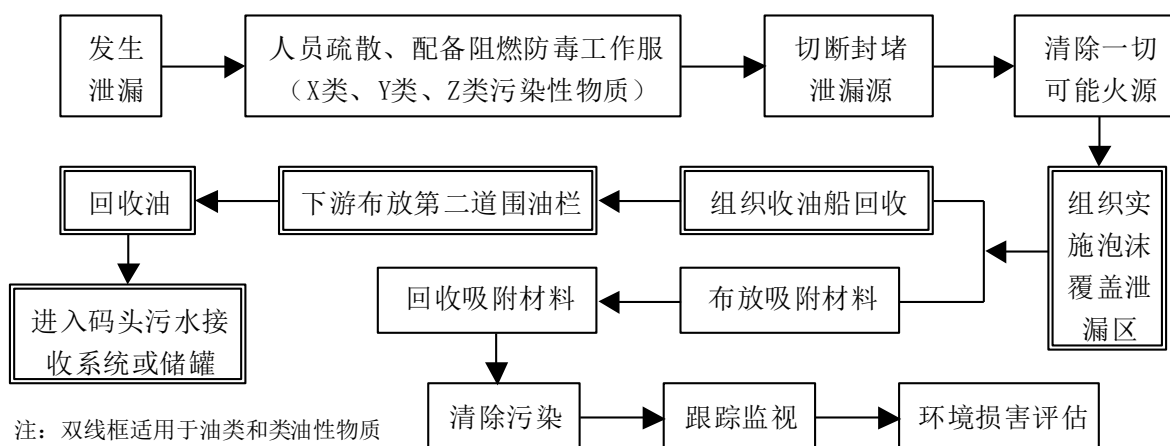 发生
泄漏
人员疏散、配备阻燃防毒工作服
（X类、Y类、Z类污染性物质）
切断封堵
泄漏源
清除一切
可能火源
回收油
下游布放第二道围油栏
组织收油船回收
组织实
施泡沫
覆盖泄
漏区
回收吸附材料
布放吸附材料
进入码头污水接
收系统或储罐
清除污染
跟踪监视
环境损害评估
注：双线框适用于油类和类油性物质